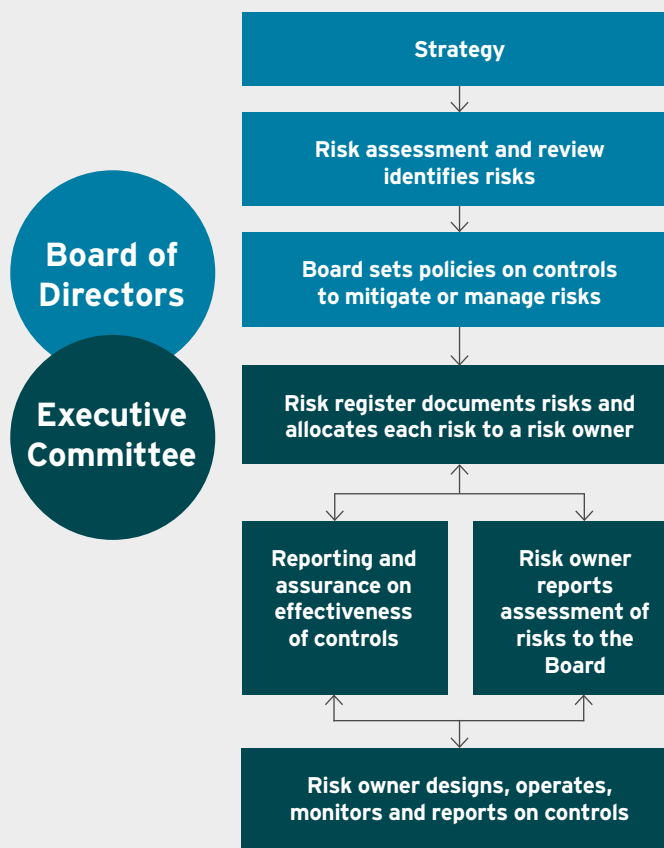 Strategy
Risk assessment and review
identifies risks
Board of
Directors
Board sets policies on controls
to mitigate or manage risks
Executive
Committee
Risk register documents risks and
allocates each risk to a risk owner
Reporting and
assurance on
effectiveness
of controls
Risk owner
reports
assessment of
risks to the
Board
Risk owner designs, operates,
monitors and reports on controls